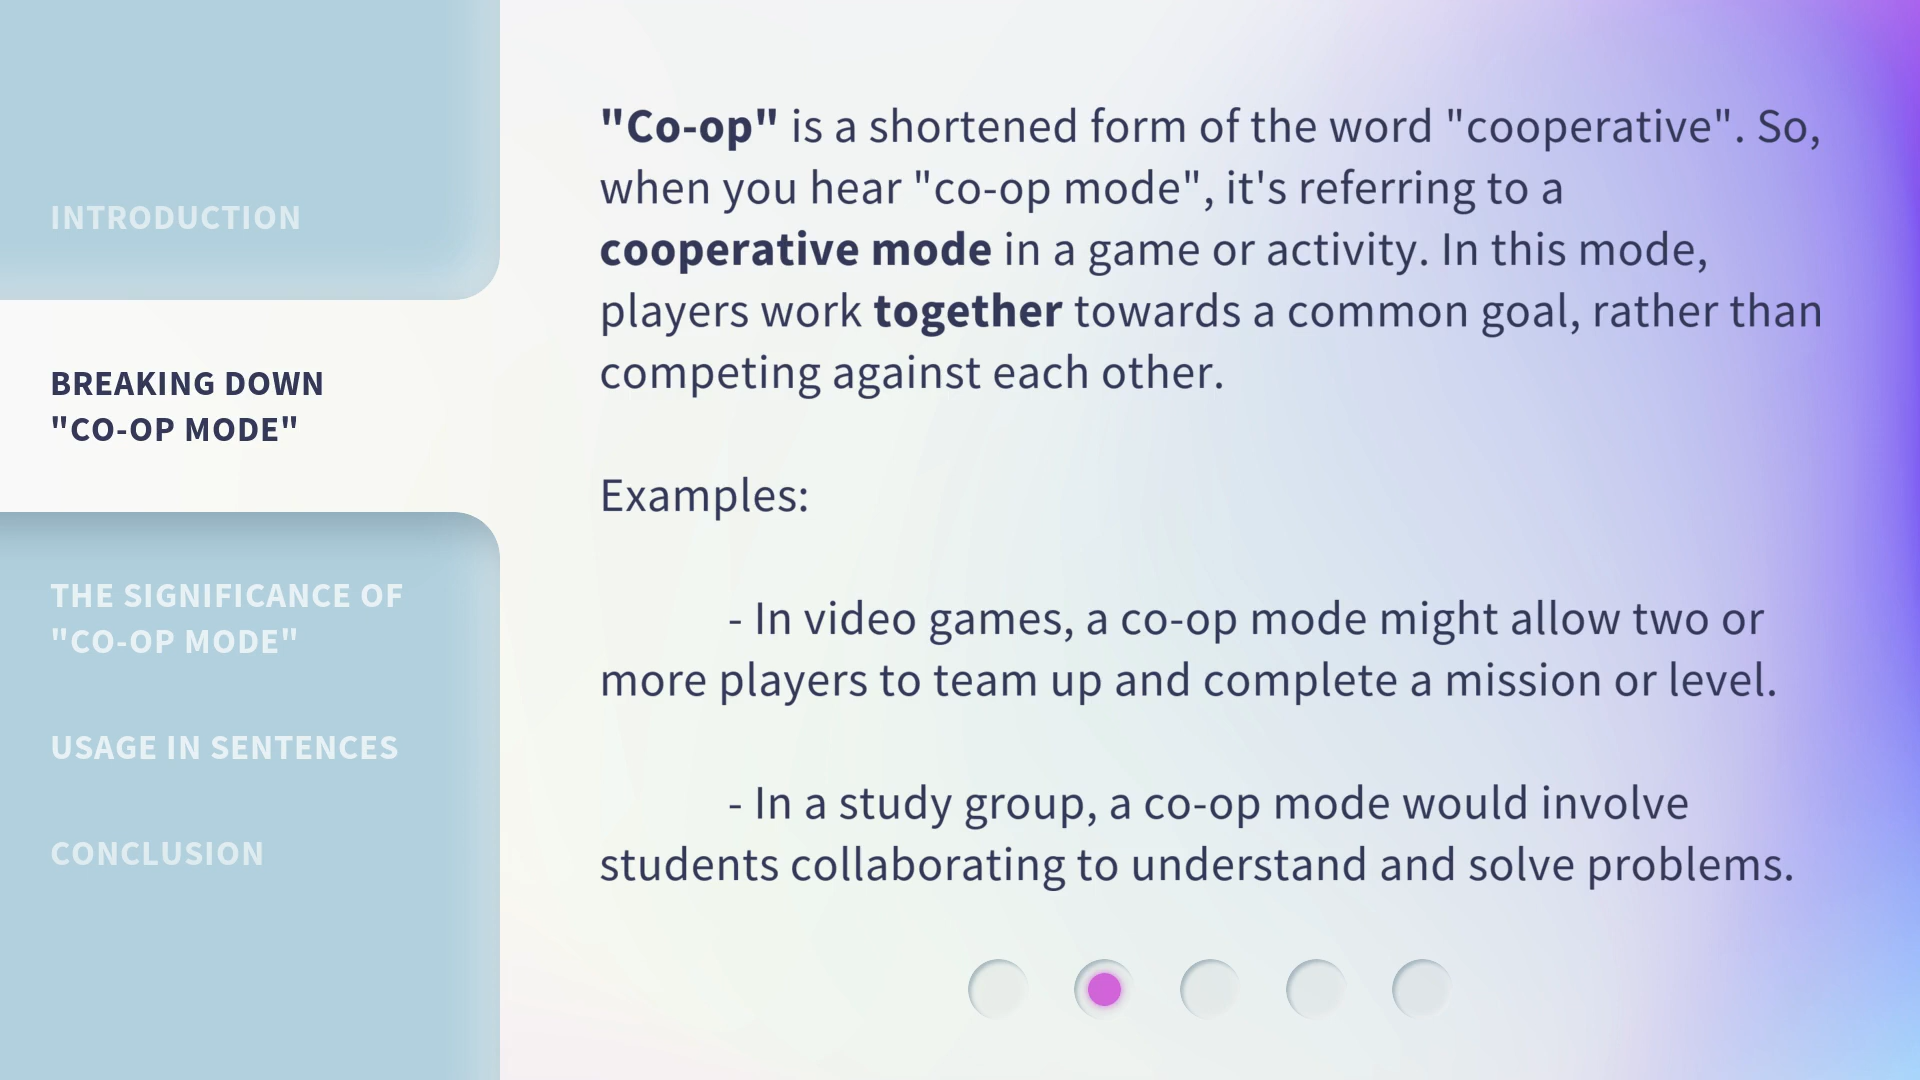 INTRODUCTION
BREAKING DOWN
"CO-OP MODE"
THE SIGNIFICANCE OF
"CO-OP MODE"
USAGE IN SENTENCES
CONCLUSION
"Co-op" is a shortened form of the word "cooperative". So,
when you hear "co-op mode", it's referring to a
cooperative mode in a game or activity. In this mode,
players work together towards a common goal, rather than
competing against each other.
Examples:
- In video games, a co-op mode might allow two or
more players to team up and complete a mission or level.
- In a study group, a co-op mode would involve
students collaborating to understand and solve problems.